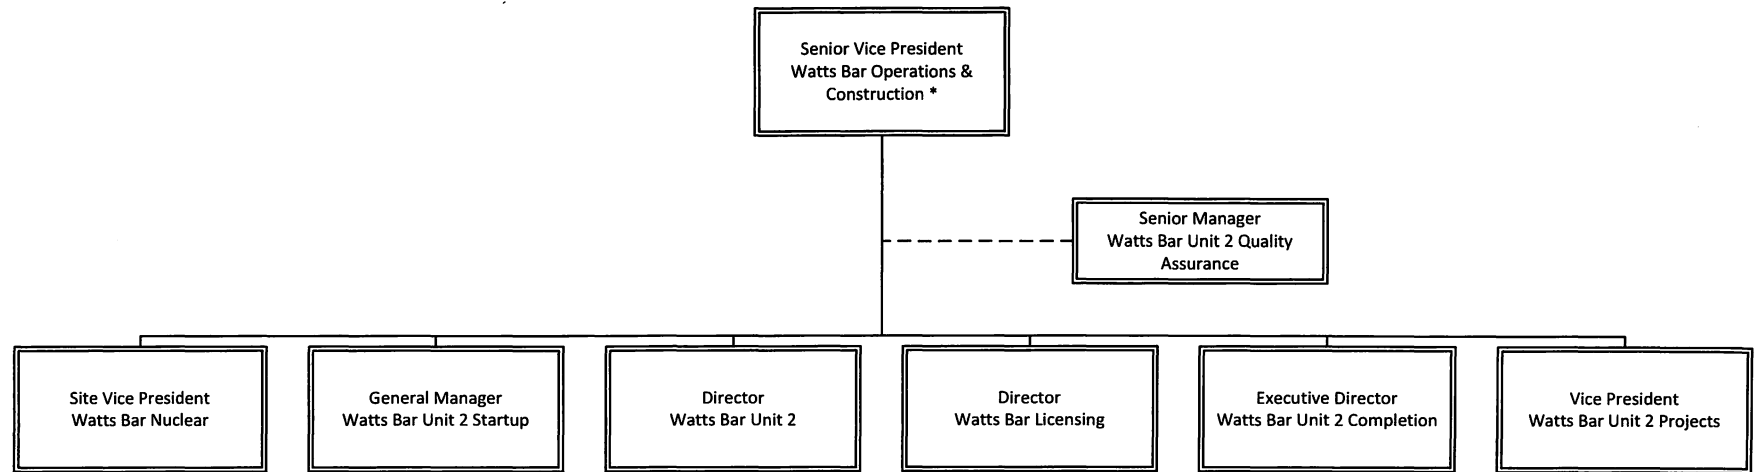 Senior Vice President
Watts Bar Operations &
Construction *
Senior Manager
Watts Bar Unit 2 Quality
Assurance
Site Vice President
Watts Bar Nuclear
General Manager
Watts Bar Unit 2 Startup
Director
Watts Bar Unit 2
Director
Watts Bar Licensing
Executive Director
Watts Bar Unit 2 Completion
Vice President
Watts Bar Unit 2 Projects